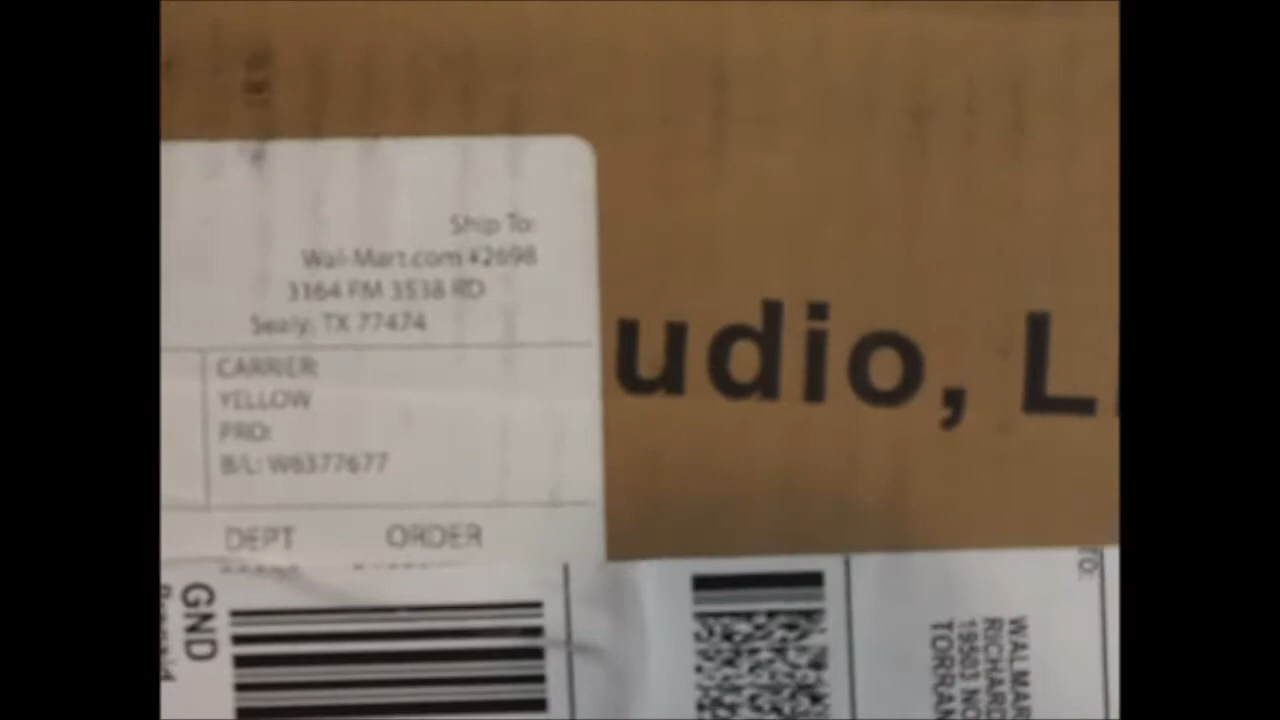 Ship To:
Wal-Mart.com #2698
3164 FM 3538 RD
Sealy, TX 77474
CARRIER:
YELLOW
PRO:
B/L: W6377677
DEPT ORDER
udio, L
GND
TO:
WALMAR
RICHARD
19503 NO
TORRAN